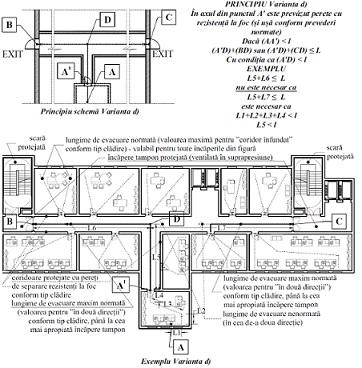 D
B
C
EXIT
EXIT
A'
A
Principiu schemă Varianta d)
PRINCIPIU Varianta d)
În axul din punctul A' este prevăzut perete cu
rezistență la foc (și ușă conform prevederi
normate)
Dacă (AA') < l
(A'D)+(BD) sau (A'D)+(CD) ≤ L
Cu condiția ca (A'D) < l
EXEMPLU
L5+L6 ≤ L
nu este necesar ca
L5+L7 ≤ L
este necesar ca
L1+L2+L3+L4 < l
L5 < l
scară
protejată
lungime de evacuare normată (valoarea maximă pentru "coridor înfundat"
conform tip clădire) - valabil pentru toate încăperile din figură
încăpere tampon protejată (ventilată în suprapresiune)
scară
protejată
D
B
L6
L7
C
L5
coridoare protejate cu pereți
de separare rezistenți la foc
conform tip clădire
A'
lungime de evacuare maxim normată
(valoarea pentru "în două direcții")
conform tip clădire, până la cea
mai apropiată încăpere tampon
L4
L3
L2
L1
A
lungime de evacuare maxim normată
(valoarea pentru "în două direcții")
conform tip clădire, până la cea
mai apropiată încăpere tampon
lungime de evacuare nenormată
(în cea de-a doua direcție)
Exemplu Varianta d)